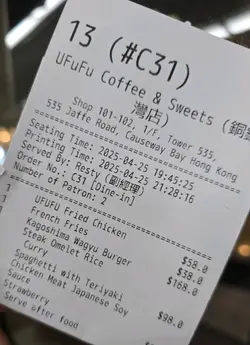 13 (#C31)
UFuFu Coffee & Sweets (銅鑼
灣店)
Shop 101-102, 1/F, Tower 535,
535 Jaffe Road, Causeway Bay Hong Kong
Seating Time: 2025-04-25 19:45:25
Printing Time: 2025-04-25 21:28:16
Served By: Resty (副經理)
Order No.: C31 [Dine-in]
Number of Patron: 2
1 UFUFU Fried Chicken $58.0
French Fries $38.0
Kagoshima Wagyu Burger $168.0
Steak Omelet Rice
Curry
Spaghetti with Teriyaki $98.0
Chicken Meat Japanese Soy
Sauce
Strawberry
Serve after food